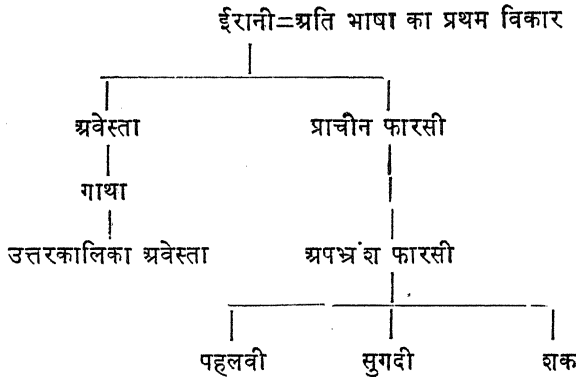 ईरानी=अति भाषा का प्रथम विकार
अवेस्ता प्राचीन फारसी
गाथा
उत्तरकालिका अवेस्ता अपभ्रंश फारसी
पहलवी सुगदी शक